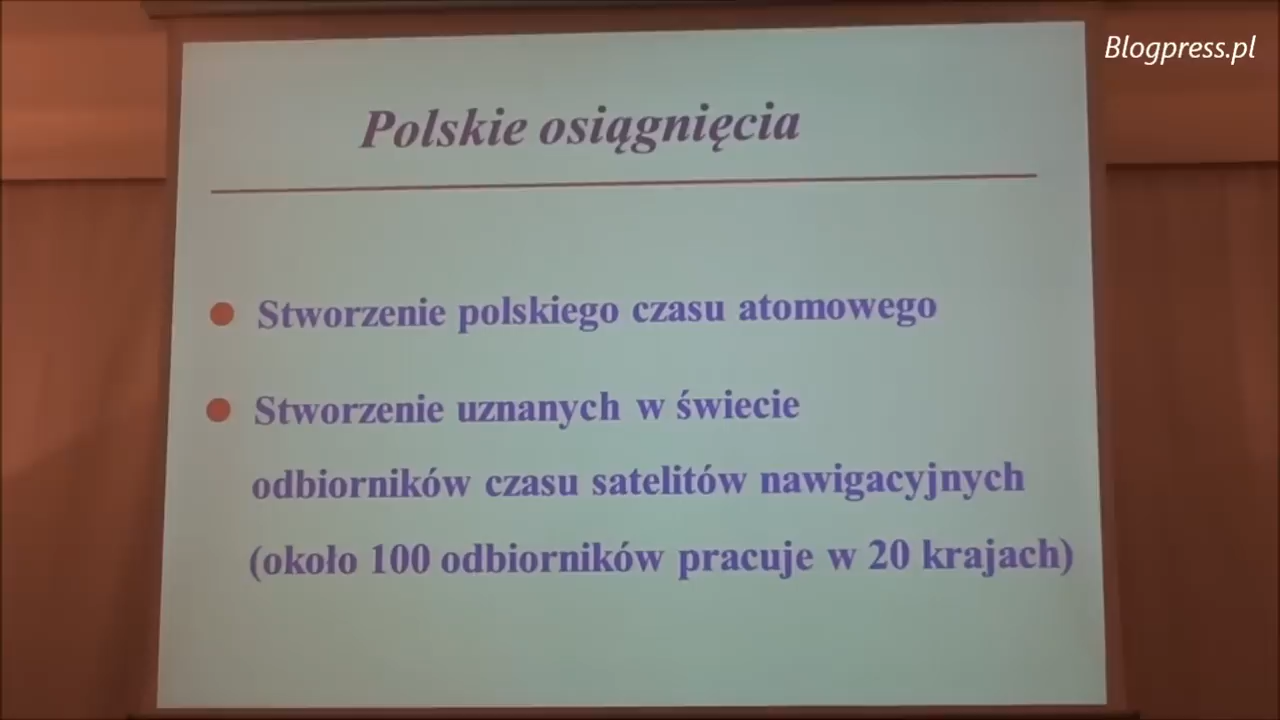 Blogpress.pl
Polskie osiągnięcia
Stworzenie polskiego czasu atomowego
Stworzenie uznanych w świecie
odbiorników czasu satelitów nawigacyjnych
(około 100 odbiorników pracuje w 20 krajach)